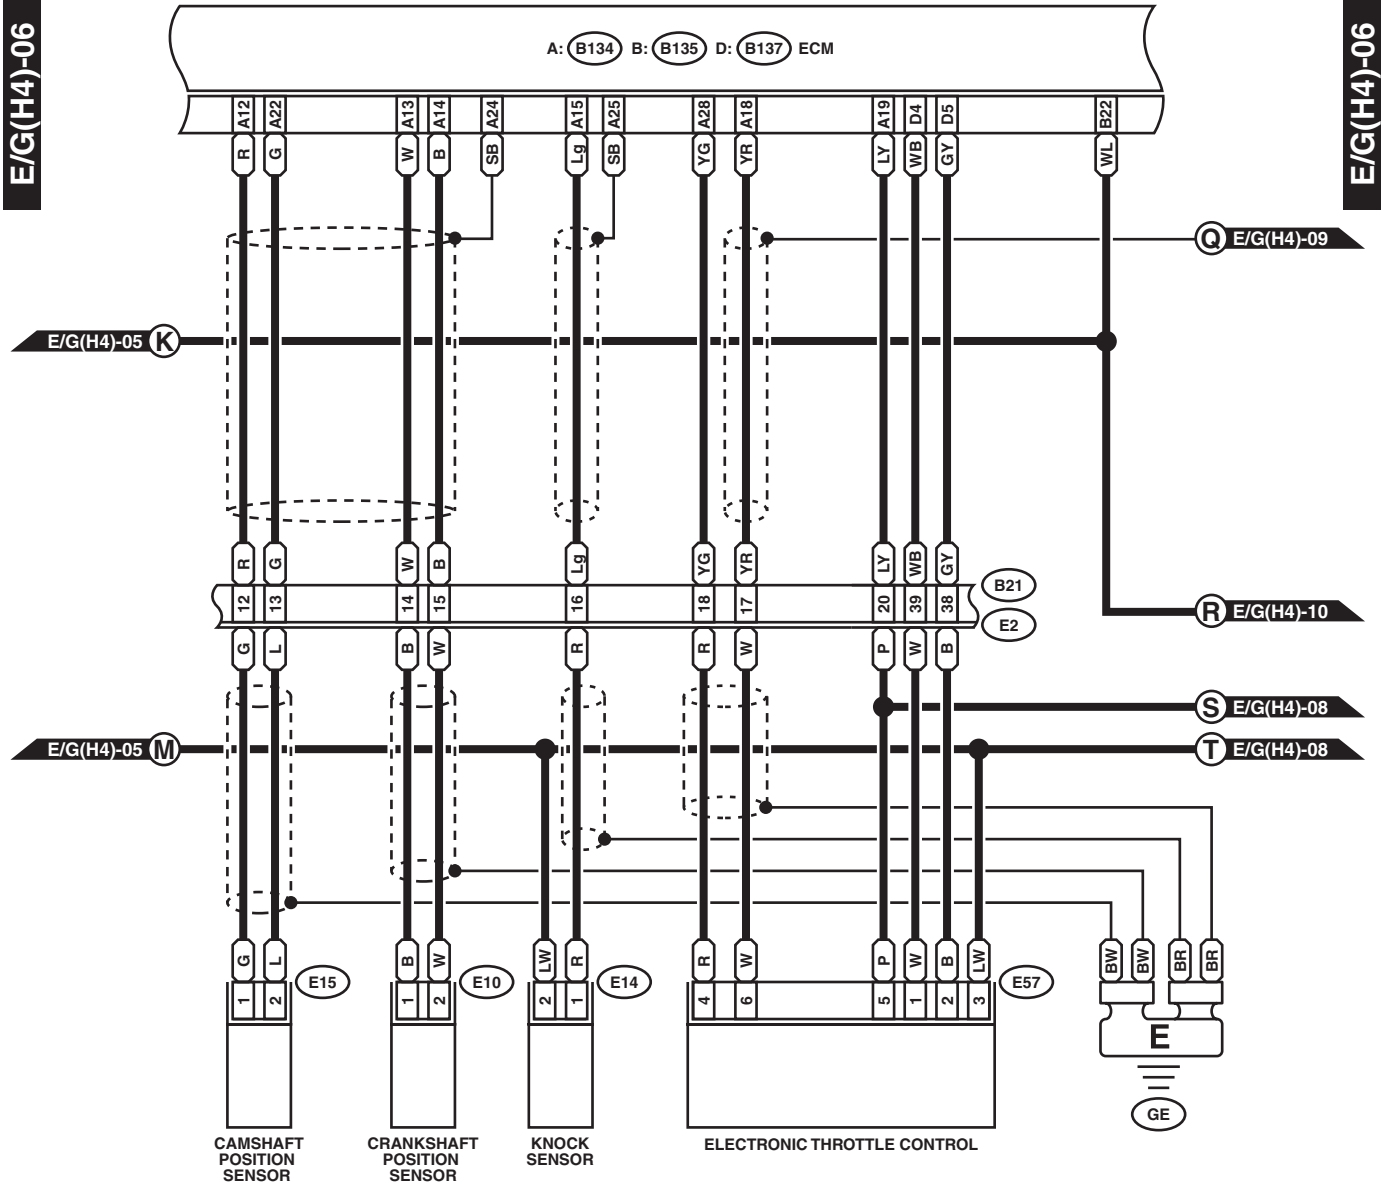 E/G(H4)-06
E/G(H4)-06
A: B134 B: B135 D: B137 ECM
A12 A22 A13 A14 A24 A15 A25 A28 A18 A19 D4 D5 B22
R G W B SB Lg SB YG YR LY WB GY WL
Q E/G(H4)-09
E/G(H4)-05 K
R G W B Lg YG YR LY WB GY
B21
12 13 14 15 16 18 17 20 39 38
E2
R E/G(H4)-10
G L B W R R W P W B
S E/G(H4)-08
E/G(H4)-05 M
T E/G(H4)-08
G L B W LW R R W P W B LW BW BW BR BR
E15 E10 E14 E57
1 2 1 2 2 1 4 6 5 1 2 3
E
GE
CAMSHAFT
POSITION
SENSOR
CRANKSHAFT
POSITION
SENSOR
KNOCK
SENSOR
ELECTRONIC THROTTLE CONTROL